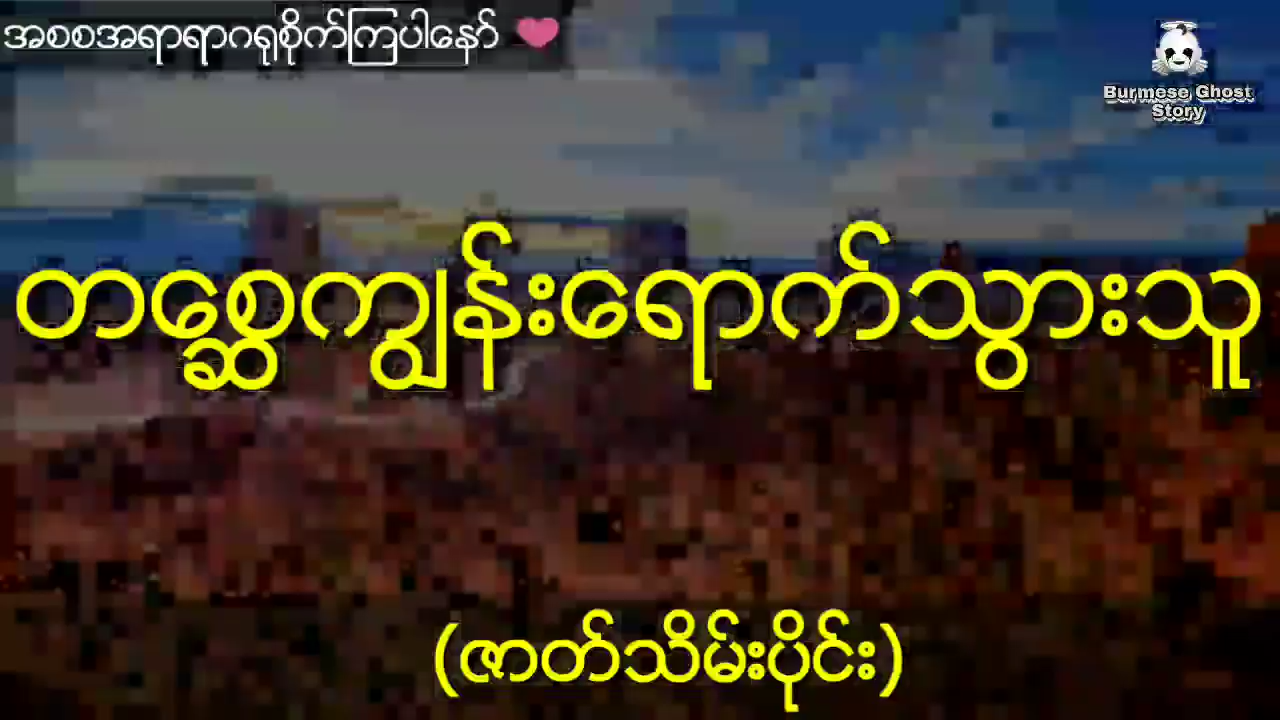 အစစအရာရာဂရုစိုက်ကြပါနော် ❤
Burmese Ghost
Story
တစ္ဆေကျွန်းရောက်သွားသူ
(ဇာတ်သိမ်းပိုင်း)